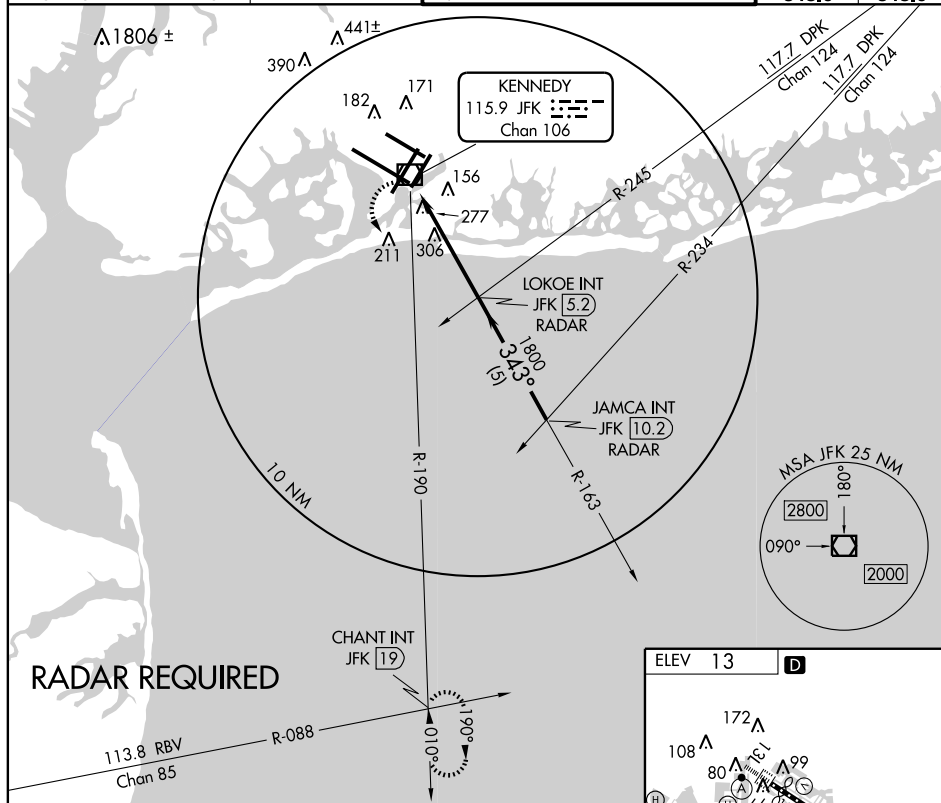 1806 ±
441±
390
171
182
KENNEDY
115.9 JFK
Chan 106
117.7 DPK
Chan 124
117.7 DPK
Chan 124
156
277
211
306
R-245
R-234
LOKOE INT
JFK 5.2
RADAR
1800
343°
(5)
JAMCA INT
JFK 10.2
RADAR
R-190
R-163
10 NM
MSA JFK 25 NM
180°
2800
090°
2000
CHANT INT
JFK 19
RADAR REQUIRED
190°
010°
113.8 RBV
Chan 85
R-088
ELEV 13
D
172
108
13L
80
99
A
H